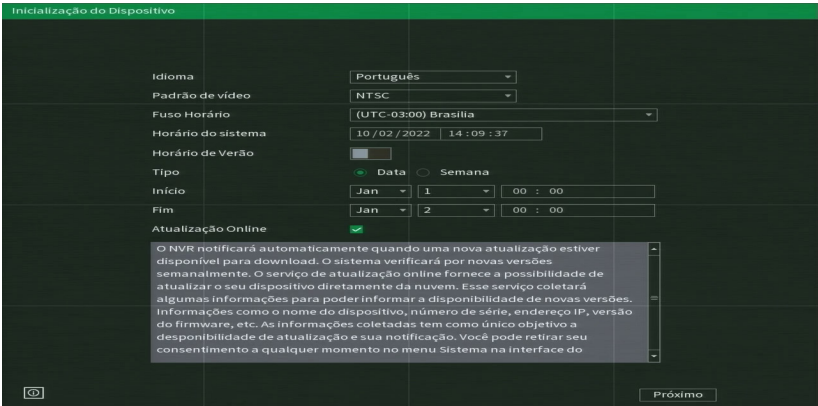 Inicialização do Dispositivo
Idioma Português
Padrão de vídeo NTSC
Fuso Horário (UTC-03:00) Brasília
Horário do sistema 10/02/2022 14:09:37
Horário de Verão
Tipo Data Semana
Início Jan 1 00 : 00
Fim Jan 2 00 : 00
Atualização Online
O NVR notificará automaticamente quando uma nova atualização estiver
disponível para download. O sistema verificará por novas versões
semanalmente. O serviço de atualização online fornece a possibilidade de
atualizar o seu dispositivo diretamente da nuvem. Esse serviço coletará
algumas informações para poder informar a disponibilidade de novas versões.
Informações como o nome do dispositivo, número de série, endereço IP, versão
do firmware, etc. As informações coletadas tem como único objetivo a
desponibilidade de atualização e sua notificação. Você pode retirar seu
consentimento a qualquer momento no menu Sistema na interface do
Próximo